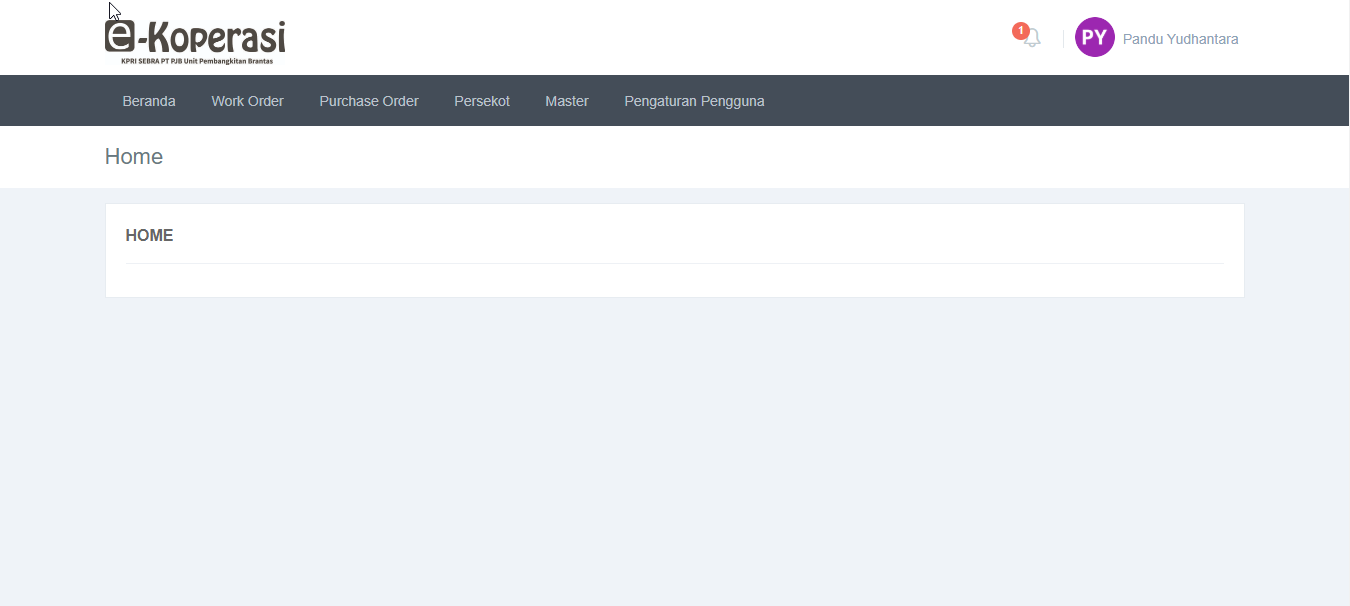 e-Koperasi
KPRI SEBRA PT PJB Unit Pembangkitan Brantas
1
PY
Pandu Yudhantara
Beranda Work Order Purchase Order Persekot Master Pengaturan Pengguna
Home
HOME